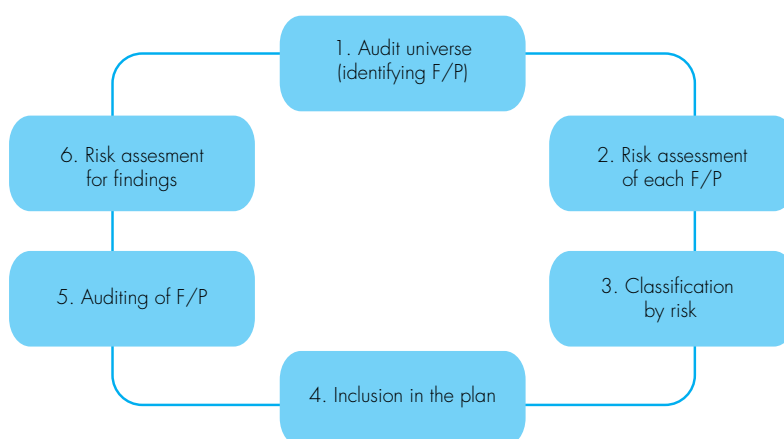 1. Audit universe
(identifying F/P)
2. Risk assessment
of each F/P
3. Classification
by risk
4. Inclusion in the plan
5. Auditing of F/P
6. Risk assesment
for findings